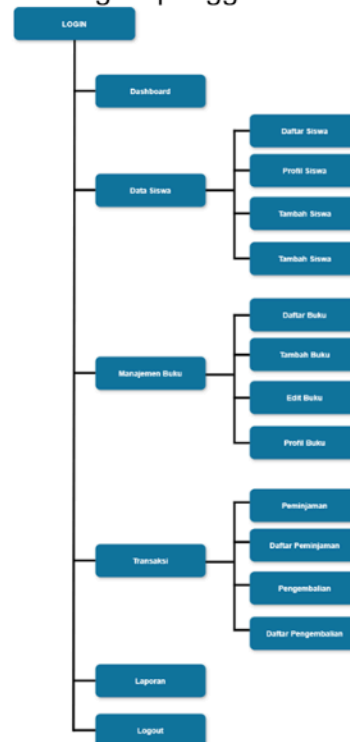 LOGIN
Dashboard
Data Siswa
Daftar Siswa
Profil Siswa
Tambah Siswa
Tambah Siswa
Manajemen Buku
Daftar Buku
Tambah Buku
Edit Buku
Profil Buku
Transaksi
Peminjaman
Daftar Peminjaman
Pengembalian
Daftar Pengembalian
Laporan
Logout